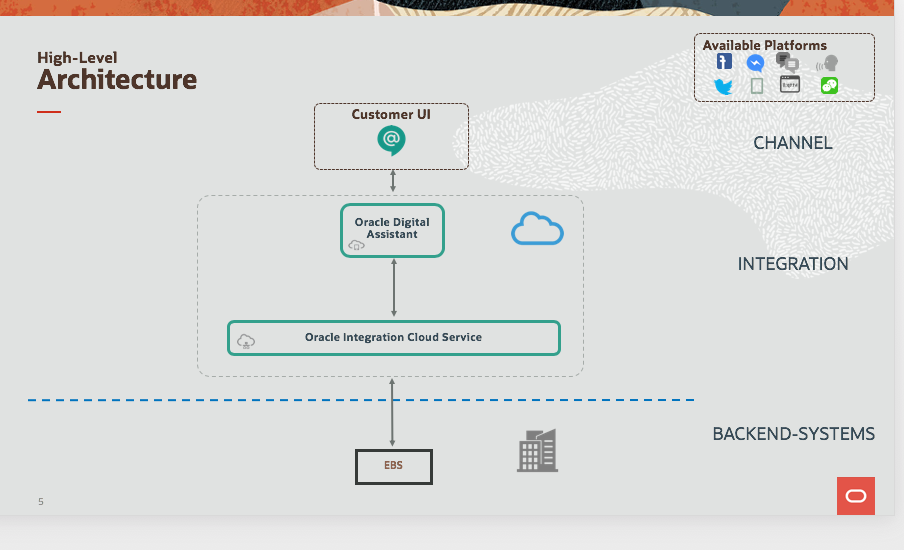 High-Level
Architecture
Available Platforms
Customer UI
CHANNEL
Oracle Digital
Assistant
INTEGRATION
Oracle Integration Cloud Service
BACKEND-SYSTEMS
EBS
5